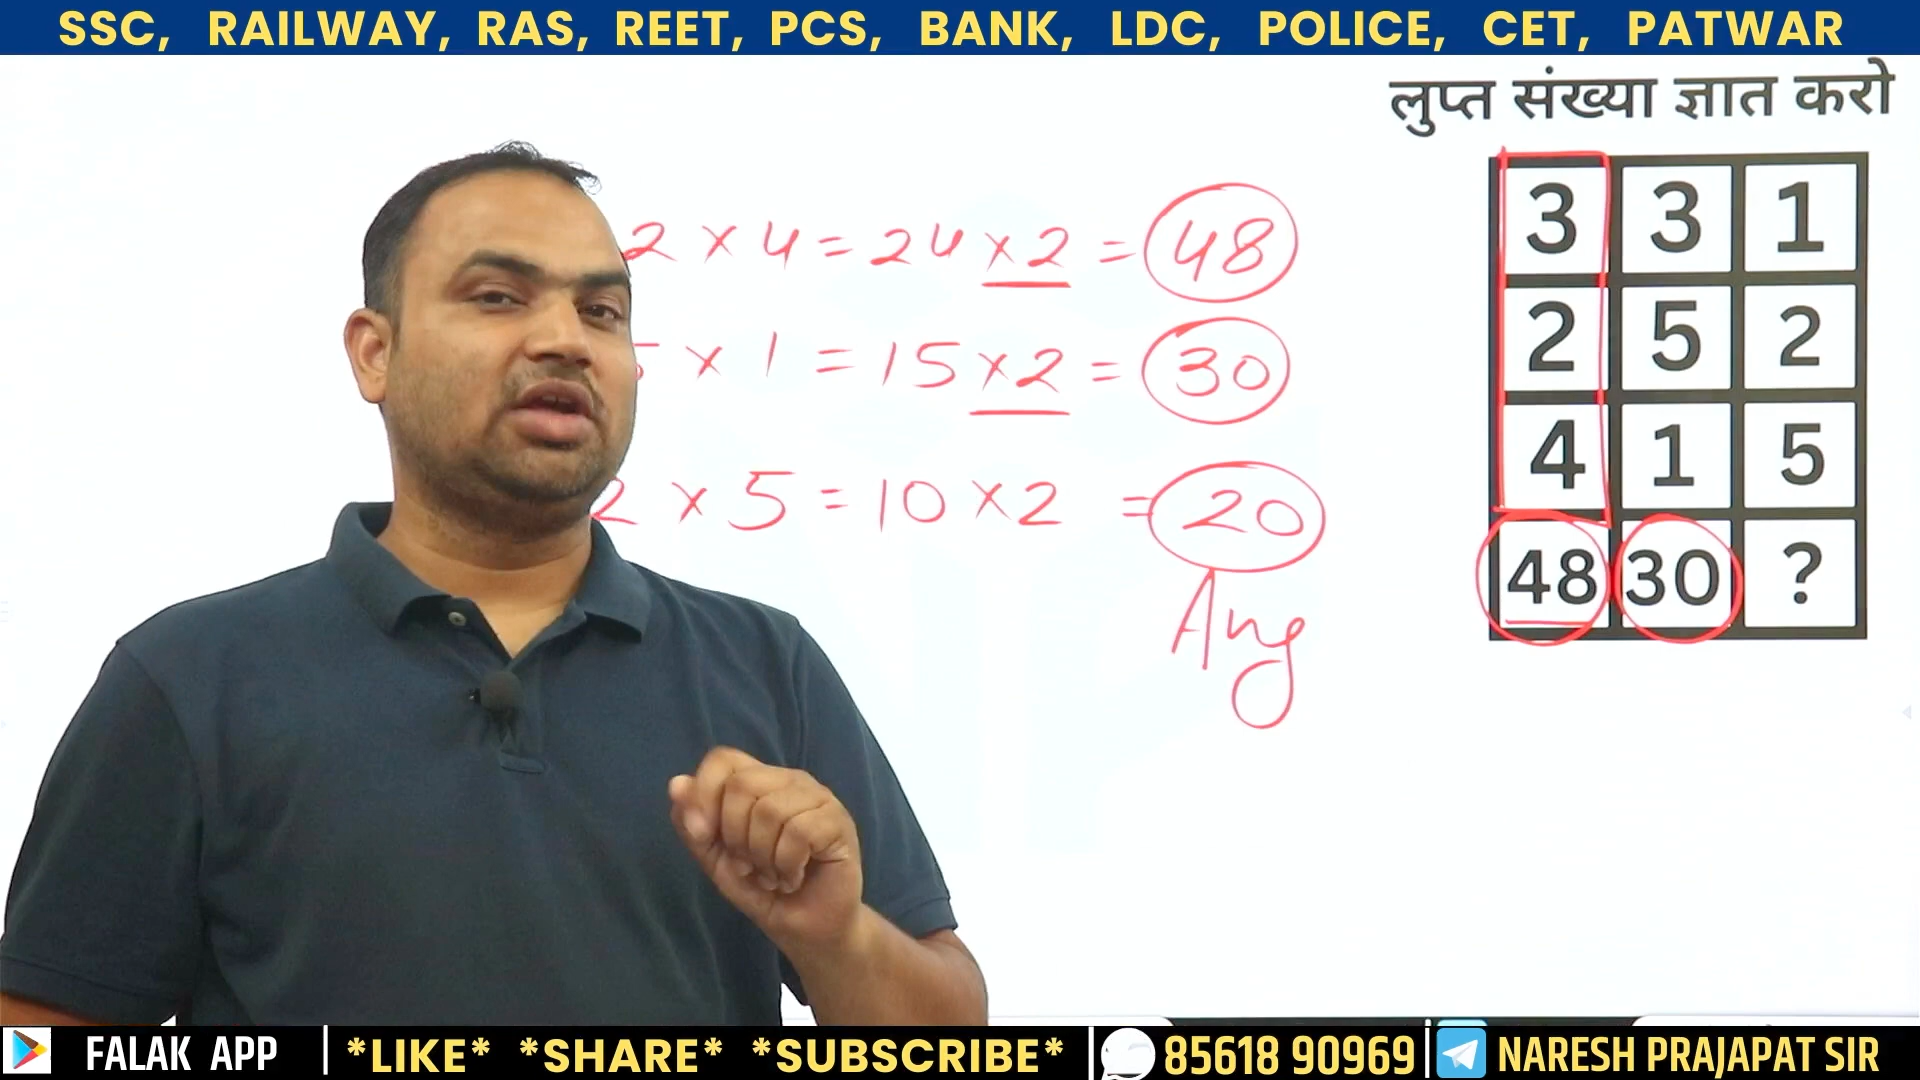 SSC, RAILWAY, RAS, REET, PCS, BANK, LDC, POLICE, CET, PATWAR
लुप्त संख्या ज्ञात करो
3 3 1
2 5 2
4 1 5
48 30 ?
2 × 4 = 24 × 2 = 48
× 1 = 15 × 2 = 30
2 × 5 = 10 × 2 = 20
FALAK APP
*LIKE* *SHARE* *SUBSCRIBE*
85618 90969
NARESH PRAJAPAT SIR